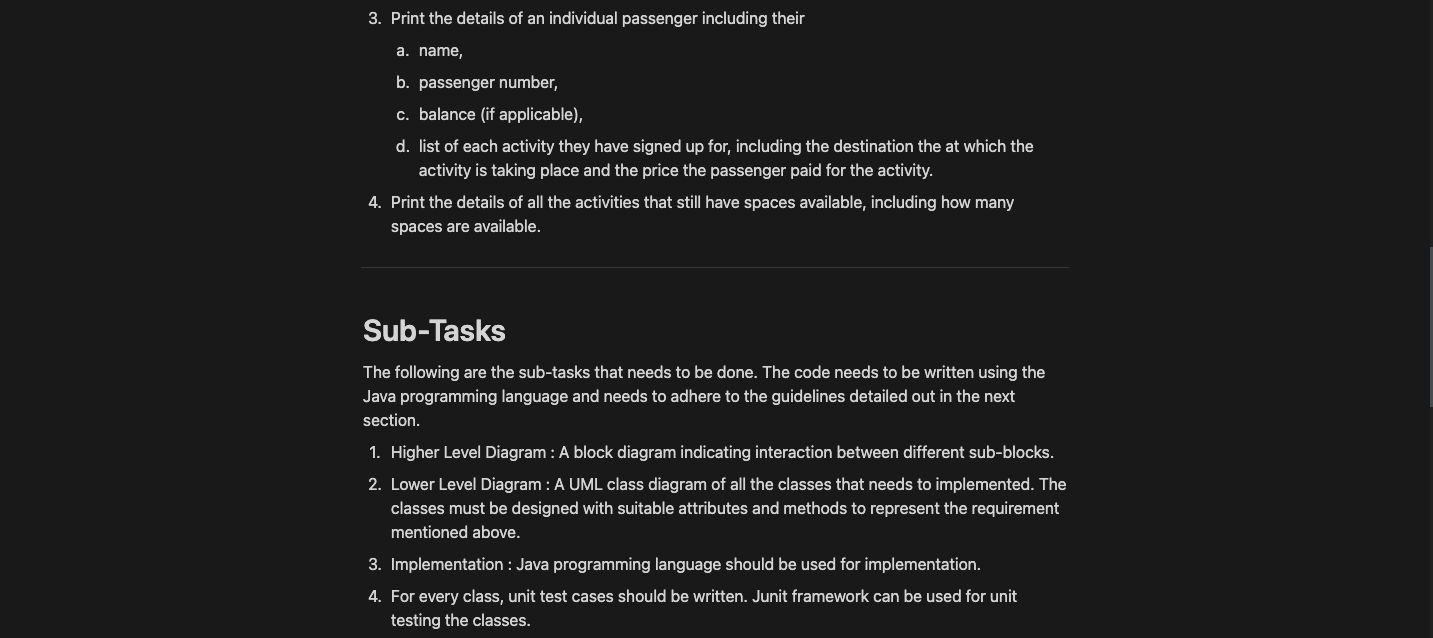 3. Print the details of an individual passenger including their
a. name,
b. passenger number,
c. balance (if applicable),
d. list of each activity they have signed up for, including the destination the at which the
activity is taking place and the price the passenger paid for the activity.
4. Print the details of all the activities that still have spaces available, including how many
spaces are available.
Sub-Tasks
The following are the sub-tasks that needs to be done. The code needs to be written using the
Java programming language and needs to adhere to the guidelines detailed out in the next
section.
1. Higher Level Diagram : A block diagram indicating interaction between different sub-blocks.
2. Lower Level Diagram : A UML class diagram of all the classes that needs to implemented. The
classes must be designed with suitable attributes and methods to represent the requirement
mentioned above.
3. Implementation : Java programming language should be used for implementation.
4. For every class, unit test cases should be written. Junit framework can be used for unit
testing the classes.